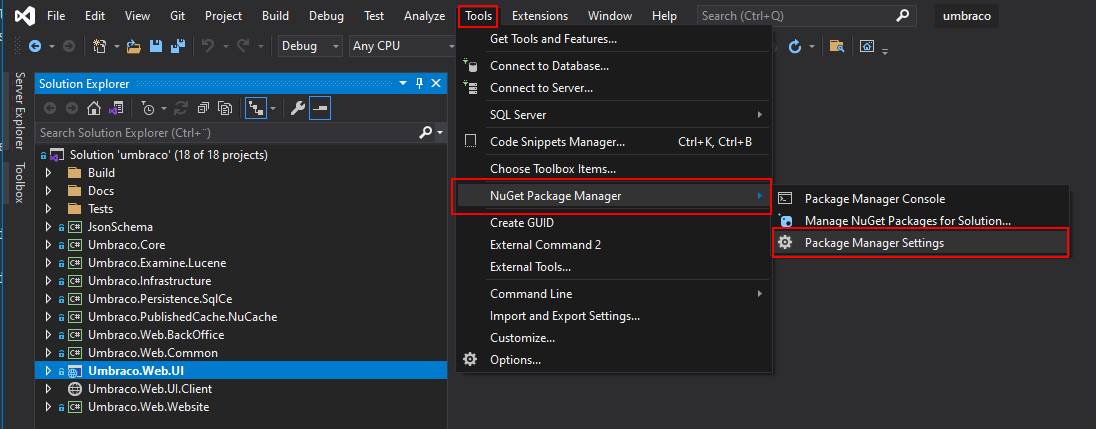 File Edit View Git Project Build Debug Test Analyze Tools Extensions Window Help Search (Ctrl+Q) umbraco
Debug Any CPU
Server Explorer
Toolbox
Solution Explorer
Search Solution Explorer (Ctrl+¨)
Solution 'umbraco' (18 of 18 projects)
Build
Docs
Tests
JsonSchema
Umbraco.Core
Umbraco.Examine.Lucene
Umbraco.Infrastructure
Umbraco.Persistence.SqlCe
Umbraco.PublishedCache.NuCache
Umbraco.Web.BackOffice
Umbraco.Web.Common
Umbraco.Web.UI
Umbraco.Web.UI.Client
Umbraco.Web.Website
Get Tools and Features...
Connect to Database...
Connect to Server...
SQL Server
Code Snippets Manager... Ctrl+K, Ctrl+B
Choose Toolbox Items...
NuGet Package Manager
Create GUID
External Command 2
External Tools...
Command Line
Import and Export Settings...
Customize...
Options...
Package Manager Console
Manage NuGet Packages for Solution...
Package Manager Settings